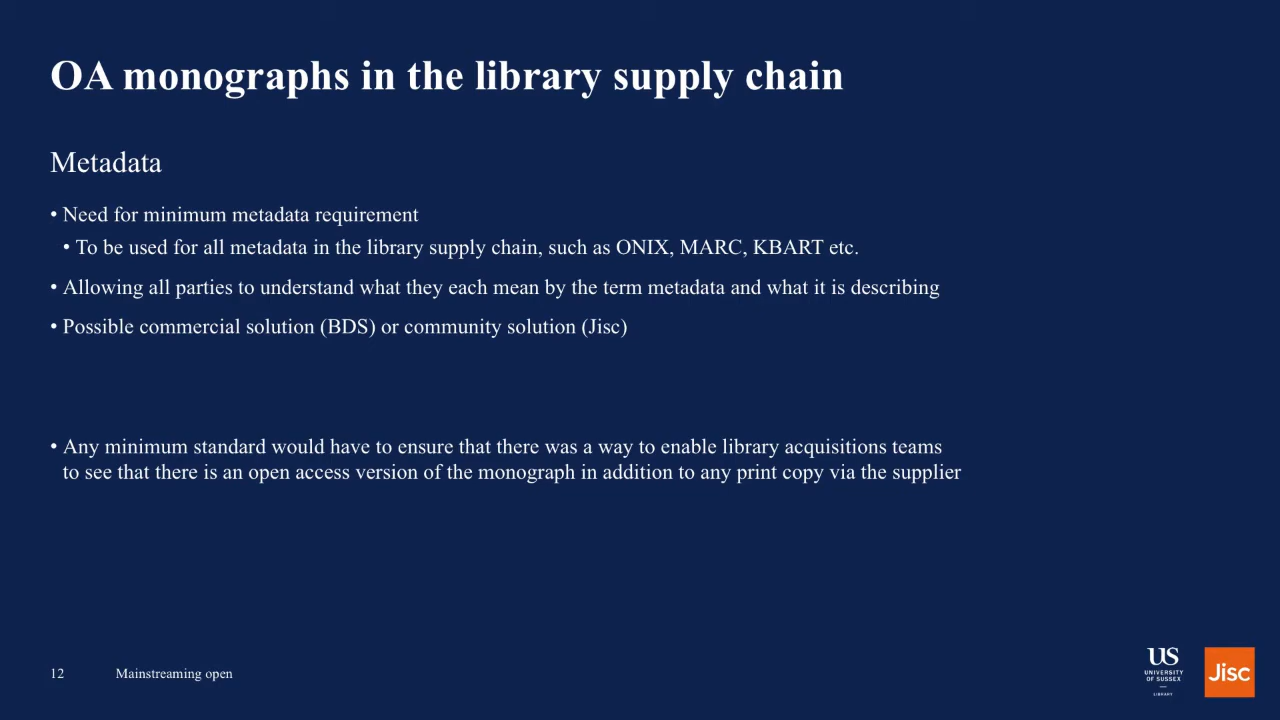 OA monographs in the library supply chain
Metadata
• Need for minimum metadata requirement
• To be used for all metadata in the library supply chain, such as ONIX, MARC, KBART etc.
• Allowing all parties to understand what they each mean by the term metadata and what it is describing
• Possible commercial solution (BDS) or community solution (Jisc)
• Any minimum standard would have to ensure that there was a way to enable library acquisitions teams
to see that there is an open access version of the monograph in addition to any print copy via the supplier
12 Mainstreaming open
US
UNIVERSITY
OF SUSSEX
LIBRARY
Jisc